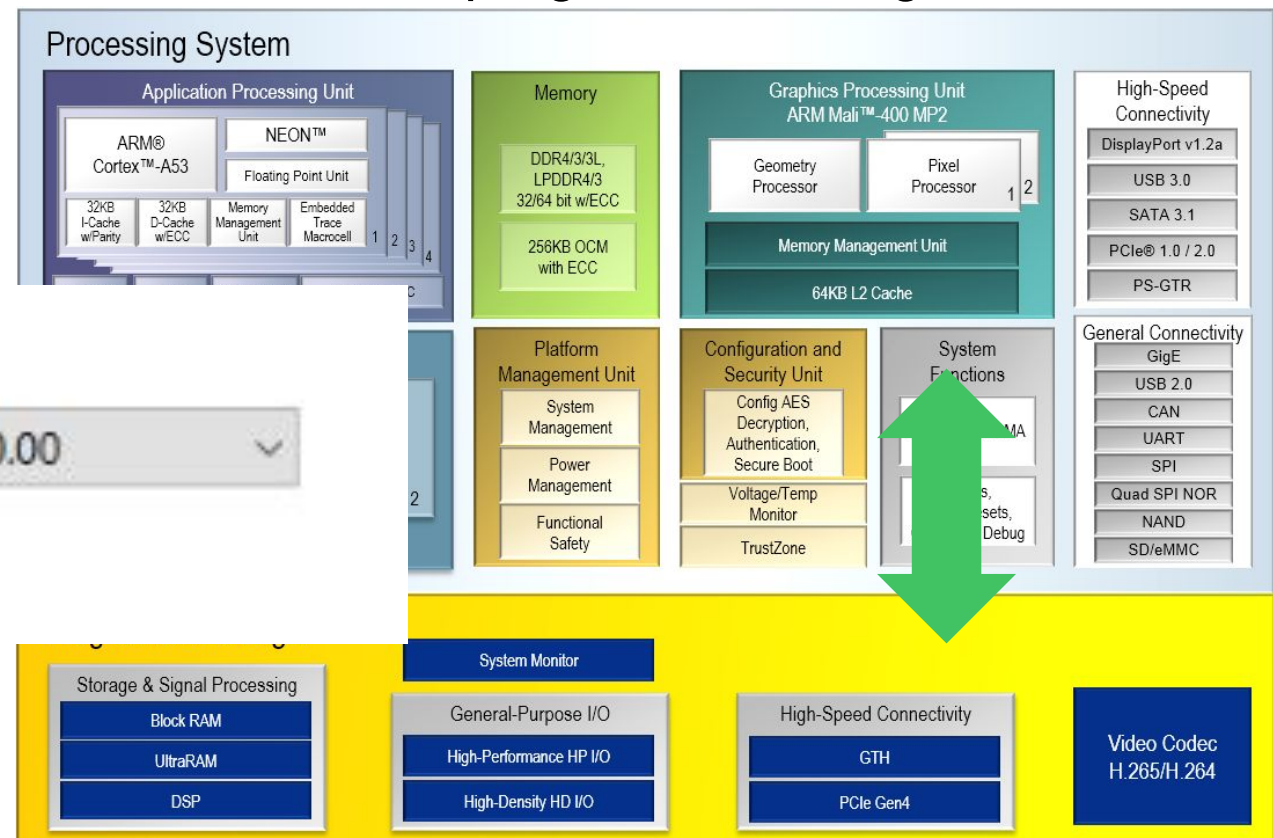 Processing System
Application Processing Unit
ARM®
Cortex™-A53
NEON™
Floating Point Unit
32KB
I-Cache
w/Parity
32KB
D-Cache
w/ECC
Memory
Management
Unit
Embedded
Trace
Macrocell
1
2
3
4
Memory
DDR4/3/3L,
LPDDR4/3
32/64 bit w/ECC
256KB OCM
with ECC
Graphics Processing Unit
ARM Mali™-400 MP2
Geometry
Processor
Pixel
Processor
1
2
Memory Management Unit
64KB L2 Cache
High-Speed
Connectivity
DisplayPort v1.2a
USB 3.0
SATA 3.1
PCIe® 1.0 / 2.0
PS-GTR
0.00
2
Platform
Management Unit
System
Management
Power
Management
Functional
Safety
Configuration and
Security Unit
Config AES
Decryption,
Authentication,
Secure Boot
Voltage/Temp
Monitor
TrustZone
System
Functions
Debug
General Connectivity
GigE
USB 2.0
CAN
UART
SPI
Quad SPI NOR
NAND
SD/eMMC
System Monitor
Storage & Signal Processing
Block RAM
UltraRAM
DSP
General-Purpose I/O
High-Performance HP I/O
High-Density HD I/O
High-Speed Connectivity
GTH
PCIe Gen4
Video Codec
H.265/H.264